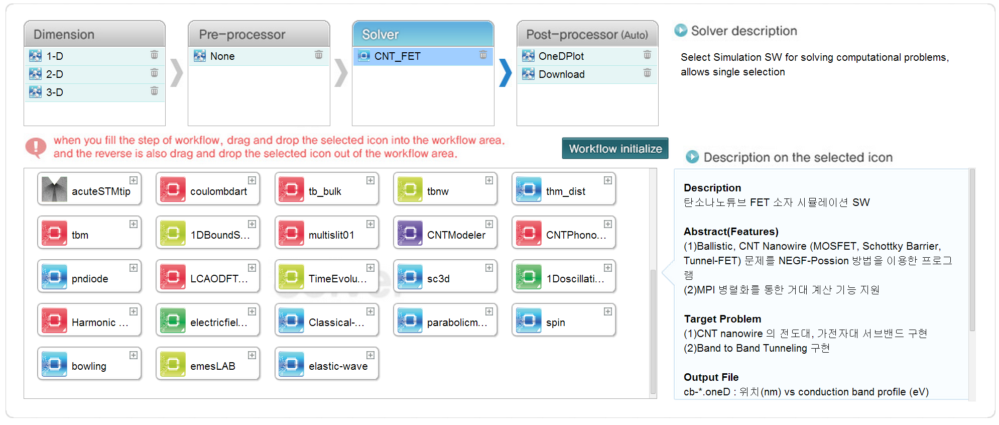 Dimension
1-D
2-D
3-D
Pre-processor
None
Solver
CNT_FET
Post-processor (Auto)
OneDPlot
Download
Solver description
Select Simulation SW for solving computational problems,
allows single selection
when you fill the step of workflow, drag and drop the selected icon into the workflow area.
and the reverse is also drag and drop the selected icon out of the workflow area.
Workflow initialize
acuteSTMtip
coulombdart
tb_bulk
tbnw
thm_dist
tbm
1DBoundS...
multislit01
CNTModeler
CNTPhono...
pndiode
LCAODFT...
TimeEvolu...
sc3d
1Doscillati...
Harmonic ...
electricfiel...
Classical-...
parabolicm...
spin
bowling
emesLAB
elastic-wave
Description on the selected icon
Description
탄소나노튜브 FET 소자 시뮬레이션 SW
Abstract(Features)
(1)Ballistic, CNT Nanowire (MOSFET, Schottky Barrier,
Tunnel-FET) 문제를 NEGF-Possion 방법을 이용한 프로그
램
(2)MPI 병렬화를 통한 거대 계산 기능 지원
Target Problem
(1)CNT nanowire 의 전도대, 가전자대 서브밴드 구현
(2)Band to Band Tunneling 구현
Output File
cb-*.oneD : 위치(nm) vs conduction band profile (eV)